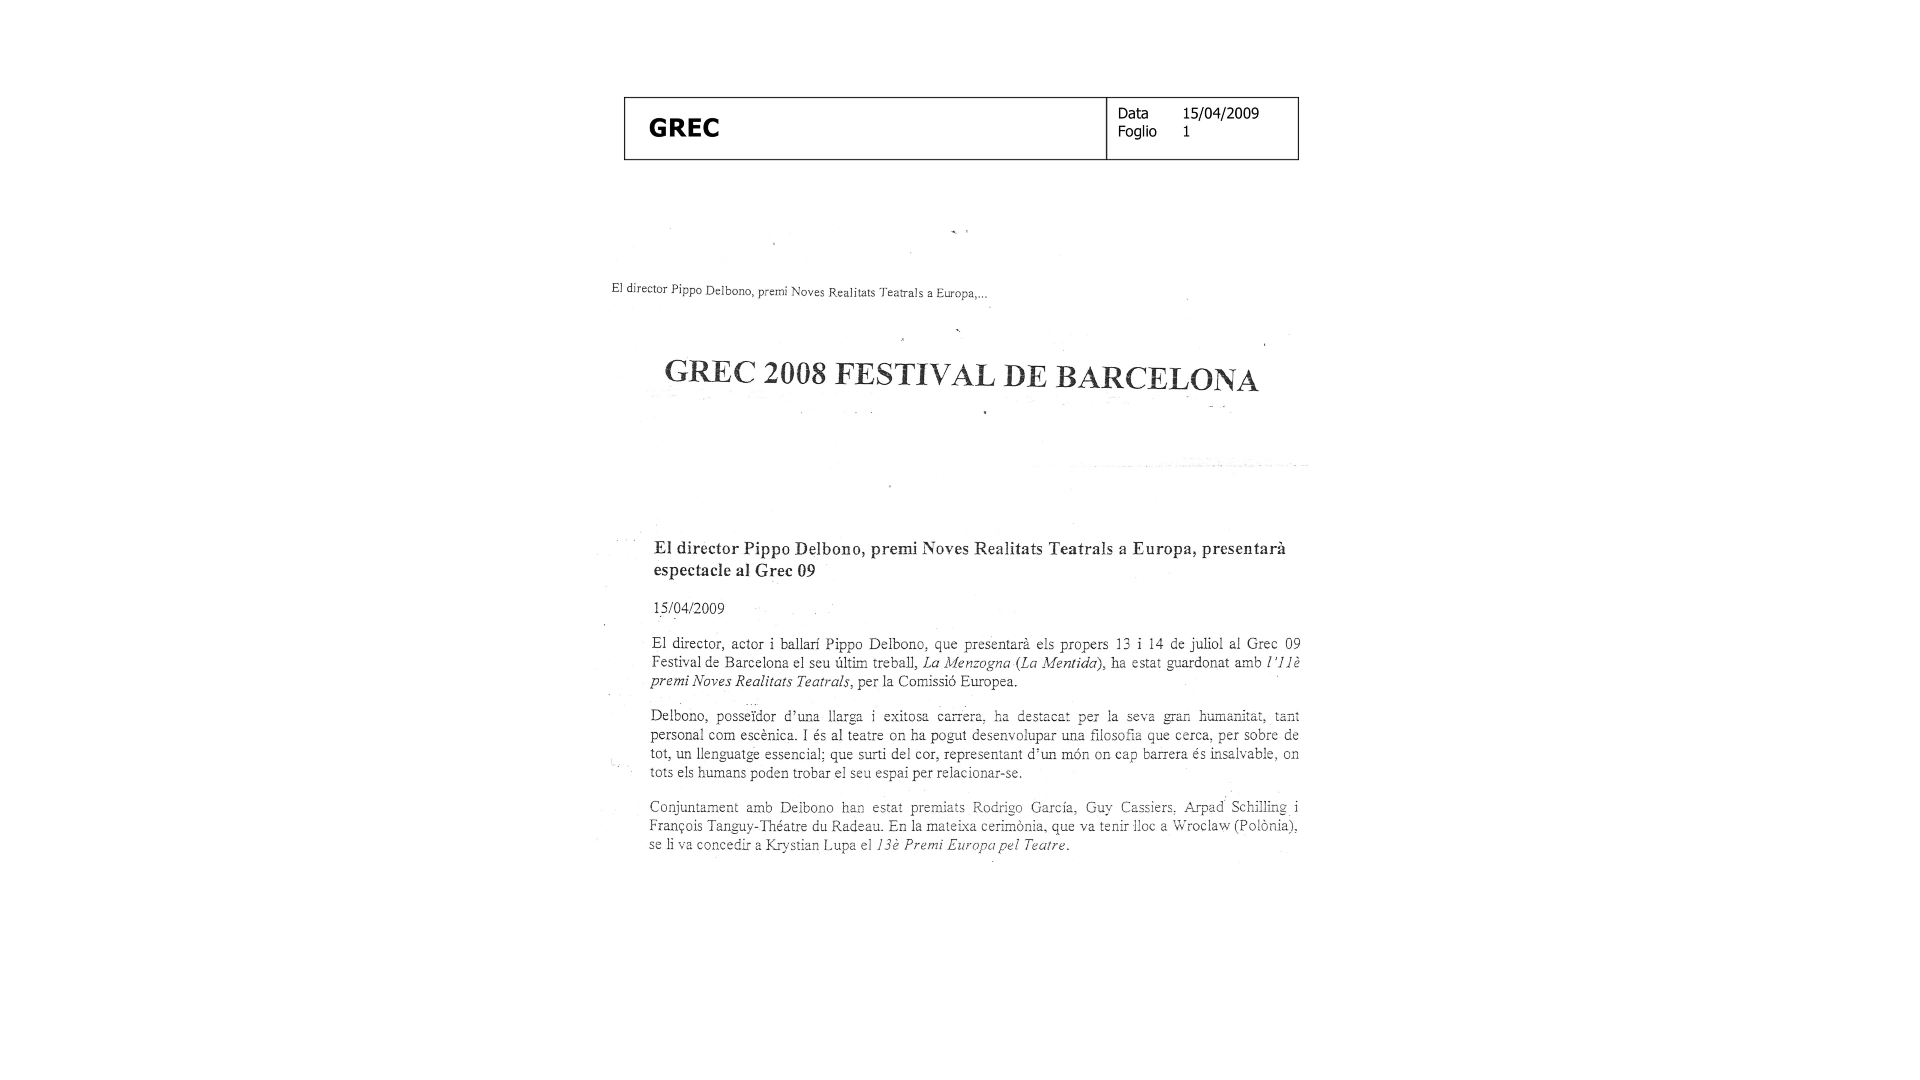 GREC
Data 15/04/2009
Foglio 1
El director Pippo Delbono, premi Noves Realitats Teatrals a Europa,...
GREC 2008 FESTIVAL DE BARCELONA
El director Pippo Delbono, premi Noves Realitats Teatrals a Europa, presentarà
espectacle al Grec 09
15/04/2009
El director, actor i ballarí Pippo Delbono, que presentarà els propers 13 i 14 de juliol al Grec 09
Festival de Barcelona el seu últim treball, La Menzogna (La Mentida), ha estat guardonat amb l'11è
premi Noves Realitats Teatrals, per la Comissió Europea.
Delbono, posseïdor d'una llarga i exitosa carrera, ha destacat per la seva gran humanitat, tant
personal com escènica. I és al teatre on ha pogut desenvolupar una filosofia que cerca, per sobre de
tot, un llenguatge essencial; que surti del cor, representant d'un món on cap barrera és insalvable, on
tots els humans poden trobar el seu espai per relacionar-se.
Conjuntament amb Delbono han estat premiats Rodrigo García, Guy Cassiers, Arpad Schilling i
François Tanguy-Théatre du Radeau. En la mateixa cerimònia, que va tenir lloc a Wroclaw (Polònia),
se li va concedir a Krystian Lupa el 13è Premi Europa pel Teatre.